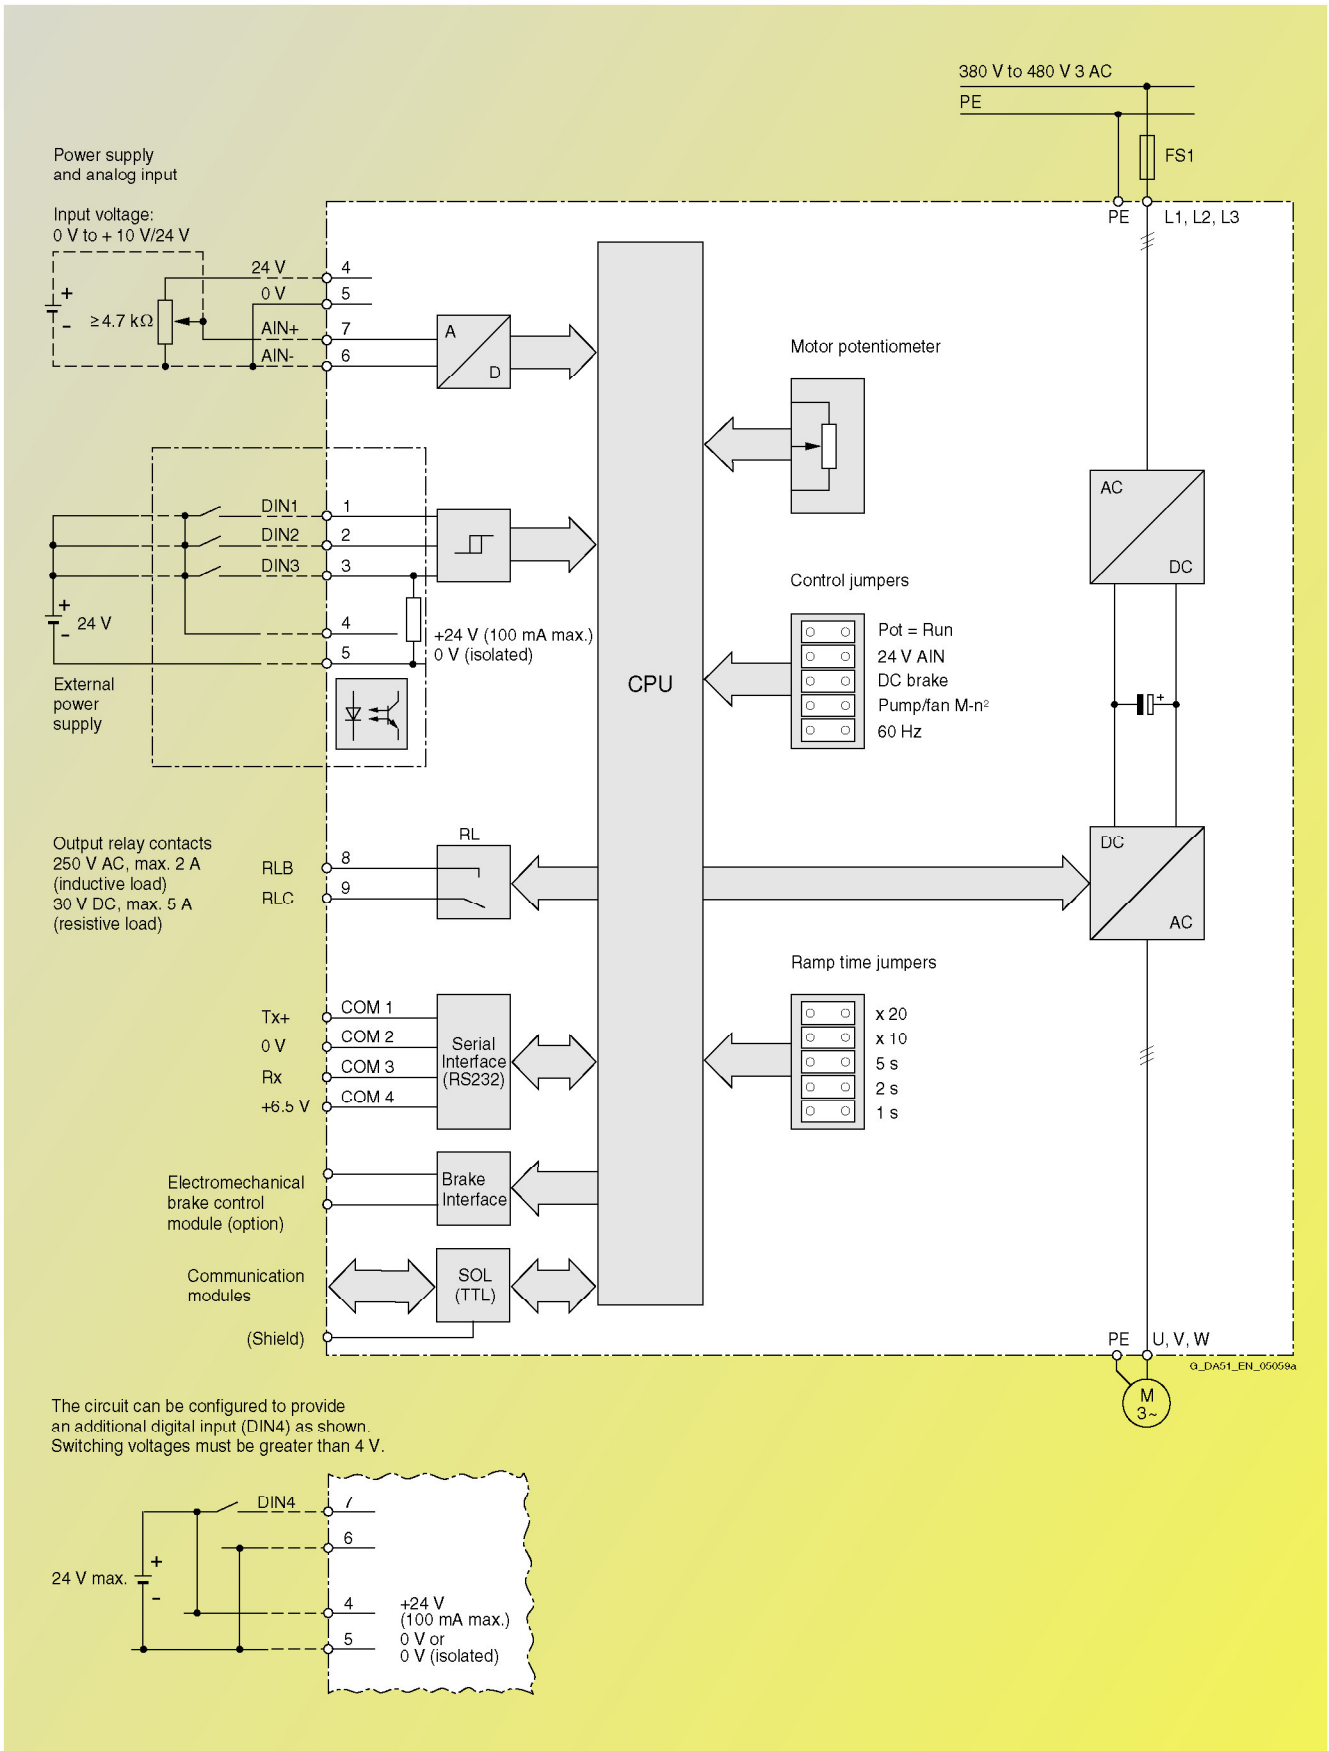 380 V to 480 V 3 AC
PE
FS1
PE
L1, L2, L3
Power supply
and analog input
Input voltage:
0 V to + 10 V/24 V
24 V
4
0 V
5
+
-
≥4.7 kΩ
AIN+
7
AIN-
6
A
D
Motor potentiometer
DIN1
1
DIN2
2
DIN3
3
+
-
24 V
4
5
+24 V (100 mA max.)
0 V (isolated)
External
power
supply
CPU
Control jumpers
Pot = Run
24 V AIN
DC brake
Pump/fan M-n²
60 Hz
AC
DC
+
Output relay contacts
250 V AC, max. 2 A
(inductive load)
30 V DC, max. 5 A
(resistive load)
RL
RLB
8
RLC
9
DC
AC
Ramp time jumpers
x 20
x 10
5 s
2 s
1 s
Tx+
COM 1
0 V
COM 2
Rx
COM 3
+6.5 V
COM 4
Serial
Interface
(RS232)
Electromechanical
brake control
module (option)
Brake
Interface
Communication
modules
SOL
(TTL)
(Shield)
PE
U, V, W
G_DA51_EN_05059a
M
3~
The circuit can be configured to provide
an additional digital input (DIN4) as shown.
Switching voltages must be greater than 4 V.
DIN4
7
6
24 V max.
+
-
4
+24 V
(100 mA max.)
5
0 V or
0 V (isolated)